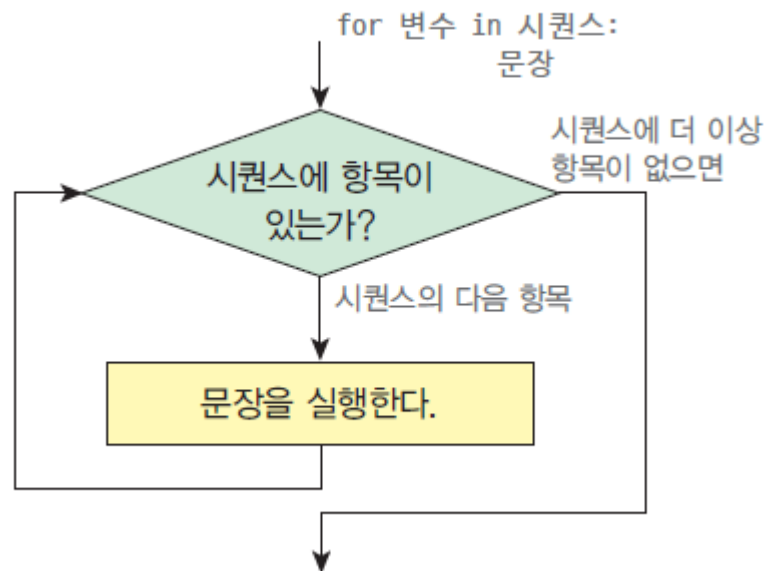 for 변수 in 시퀀스:
문장
시퀀스에 더 이상
항목이 없으면
시퀀스에 항목이
있는가?
시퀀스의 다음 항목
문장을 실행한다.